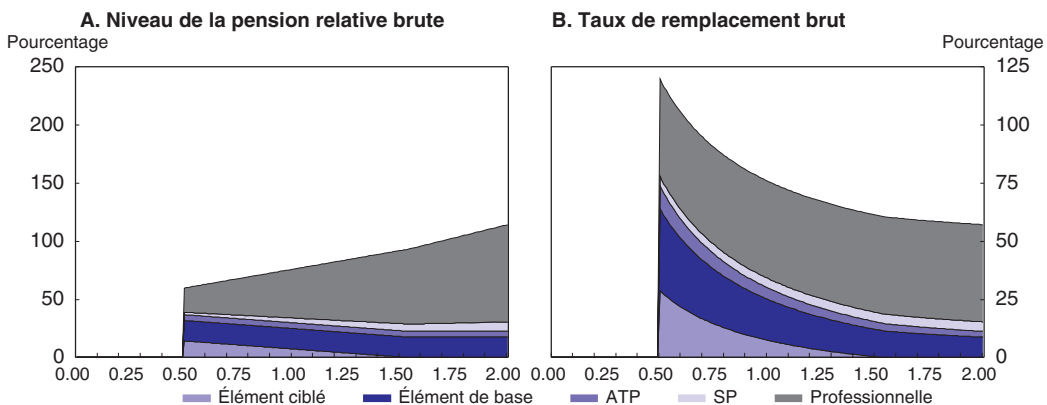 A. Niveau de la pension relative brute
B. Taux de remplacement brut
Pourcentage
Pourcentage
250
200
150
100
50
0
125
100
75
50
25
0
0.00 0.25 0.50 0.75 1.00 1.25 1.50 1.75 2.00
0.00 0.25 0.50 0.75 1.00 1.25 1.50 1.75 2.00
Élément ciblé
Élément de base
ATP
SP
Professionnelle